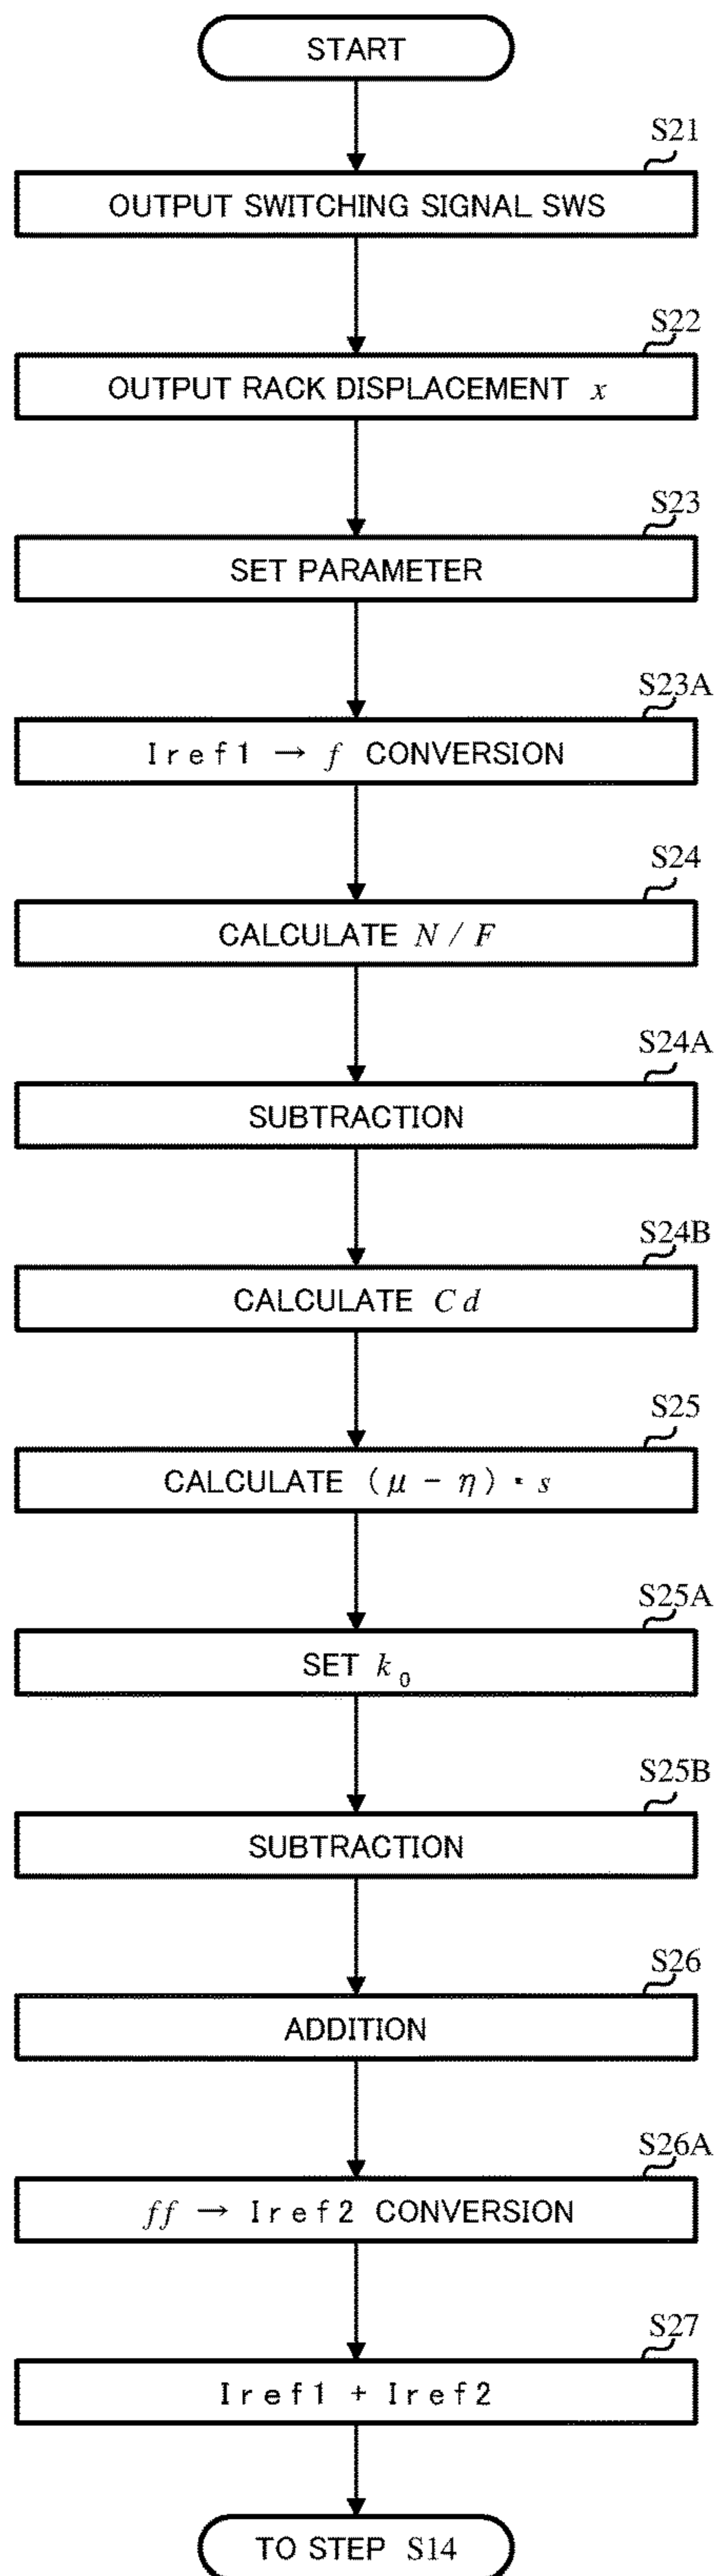 START
S21
OUTPUT SWITCHING SIGNAL SWS
S22
OUTPUT RACK DISPLACEMENT x
S23
SET PARAMETER
S23A
Iref1 → f CONVERSION
S24
CALCULATE N / F
S24A
SUBTRACTION
S24B
CALCULATE Cd
S25
CALCULATE (μ - η)・s
S25A
SET k₀
S25B
SUBTRACTION
S26
ADDITION
S26A
ff → Iref2 CONVERSION
S27
Iref1 + Iref2
TO STEP S14